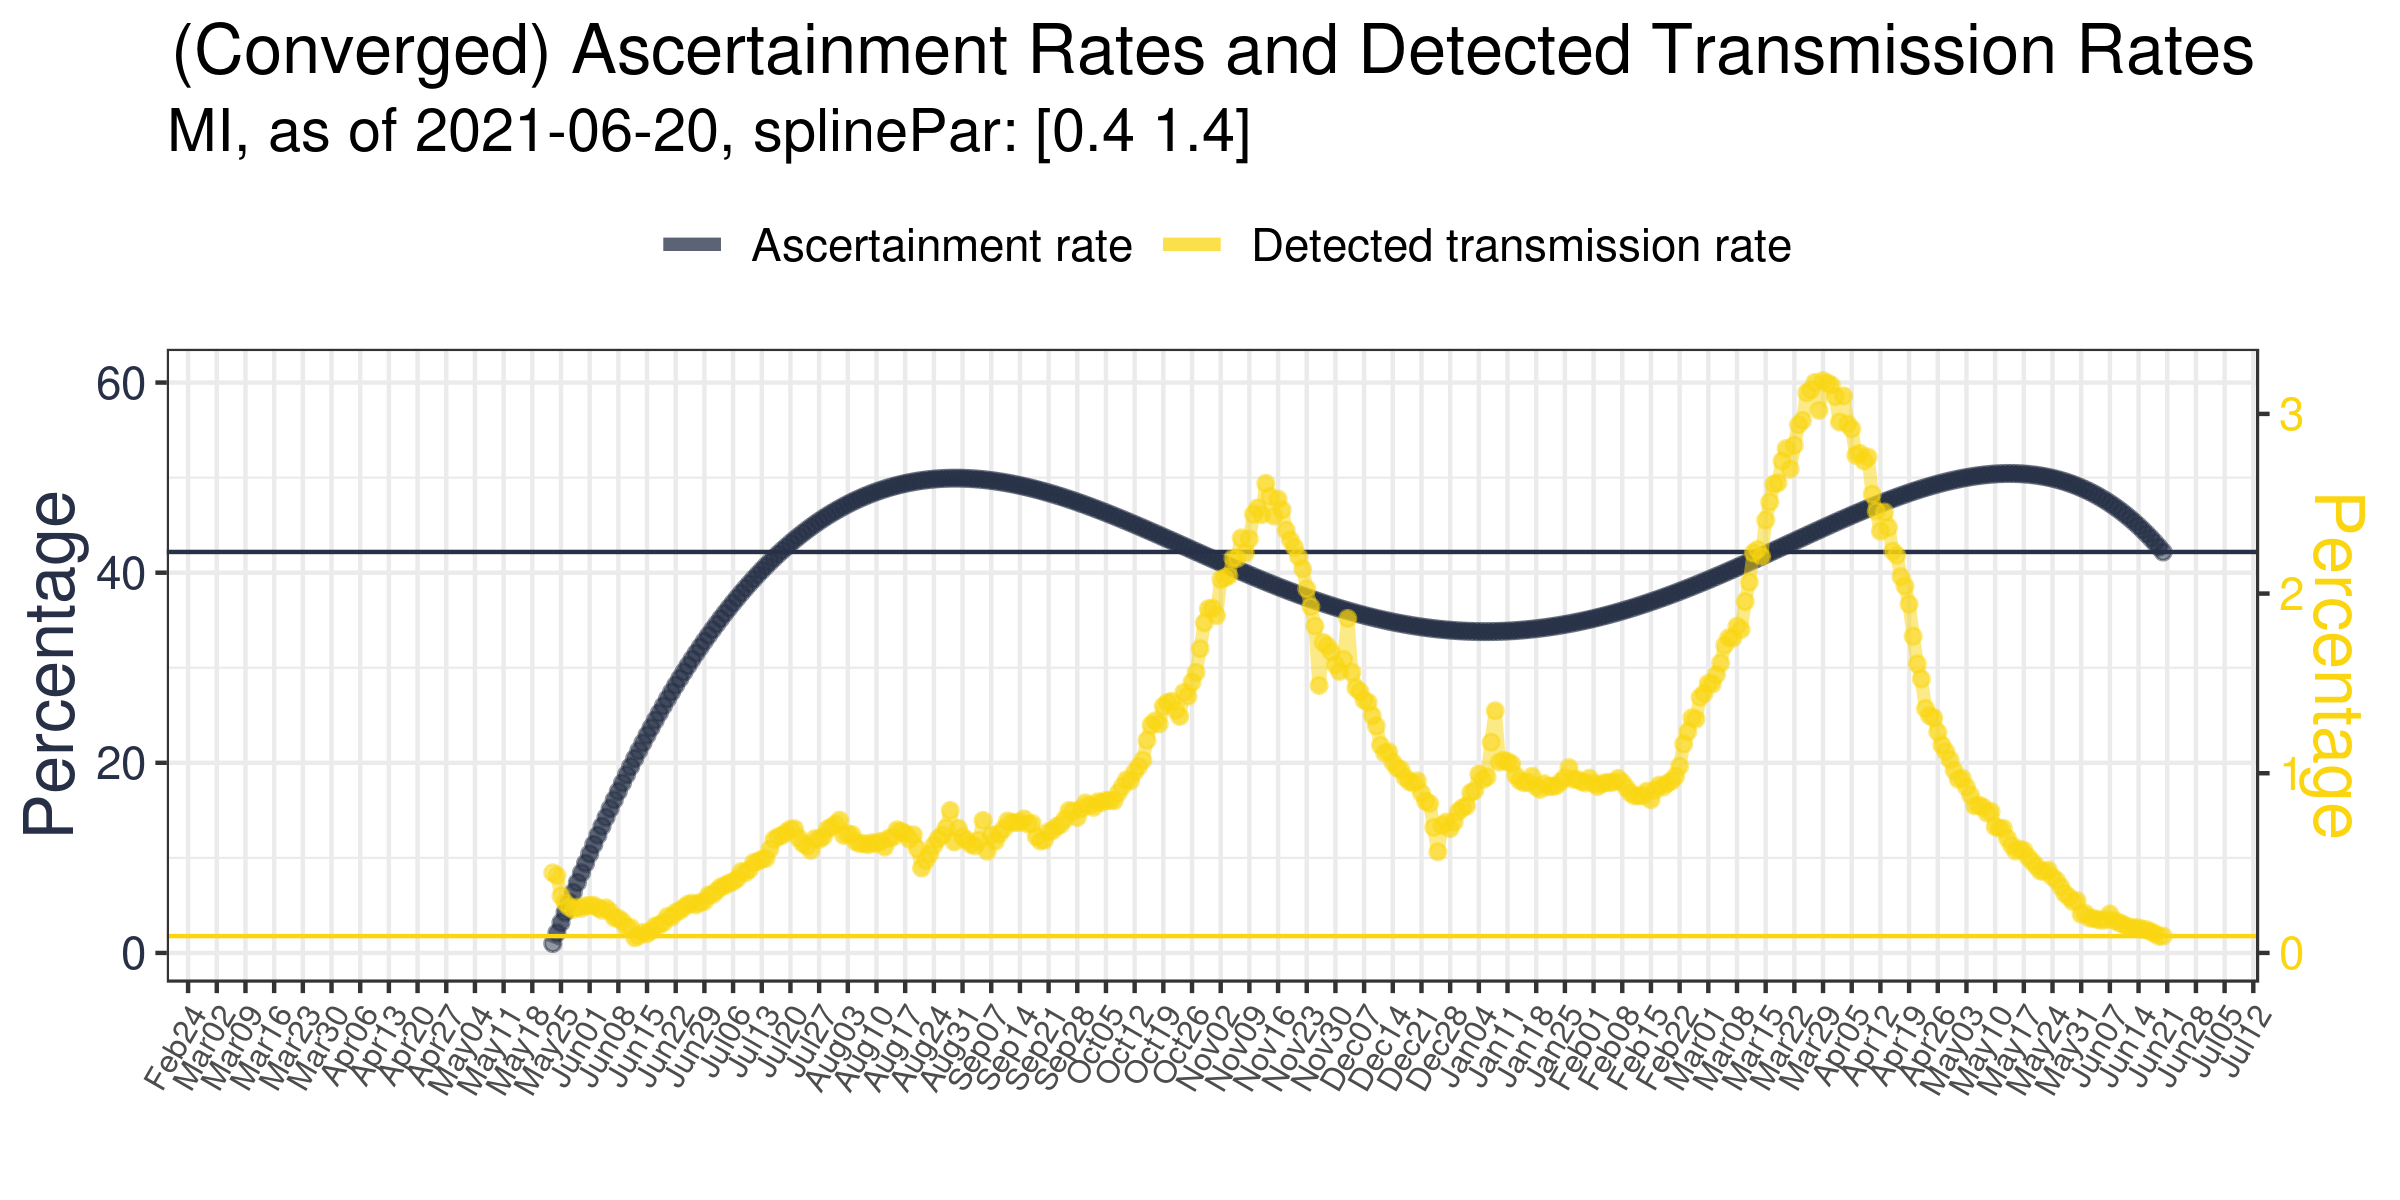 (Converged) Ascertainment Rates and Detected Transmission Rates
MI, as of 2021-06-20, splinePar: [0.4 1.4]
Ascertainment rate
Detected transmission rate
Percentage
60
40
20
0
3
2
1
0
Percentage
Feb24
Mar02
Mar09
Mar16
Mar23
Mar30
Apr06
Apr13
Apr20
Apr27
May04
May11
May18
May25
Jun01
Jun08
Jun15
Jun22
Jun29
Jul06
Jul13
Jul20
Jul27
Aug03
Aug10
Aug17
Aug24
Aug31
Sep07
Sep14
Sep21
Sep28
Oct05
Oct12
Oct19
Oct26
Nov02
Nov09
Nov16
Nov23
Nov30
Dec07
Dec14
Dec21
Dec28
Jan04
Jan11
Jan18
Jan25
Feb01
Feb08
Feb15
Feb22
Mar01
Mar08
Mar15
Mar22
Mar29
Apr05
Apr12
Apr19
Apr26
May03
May10
May17
May24
May31
Jun07
Jun14
Jun21
Jun28
Jul05
Jul12